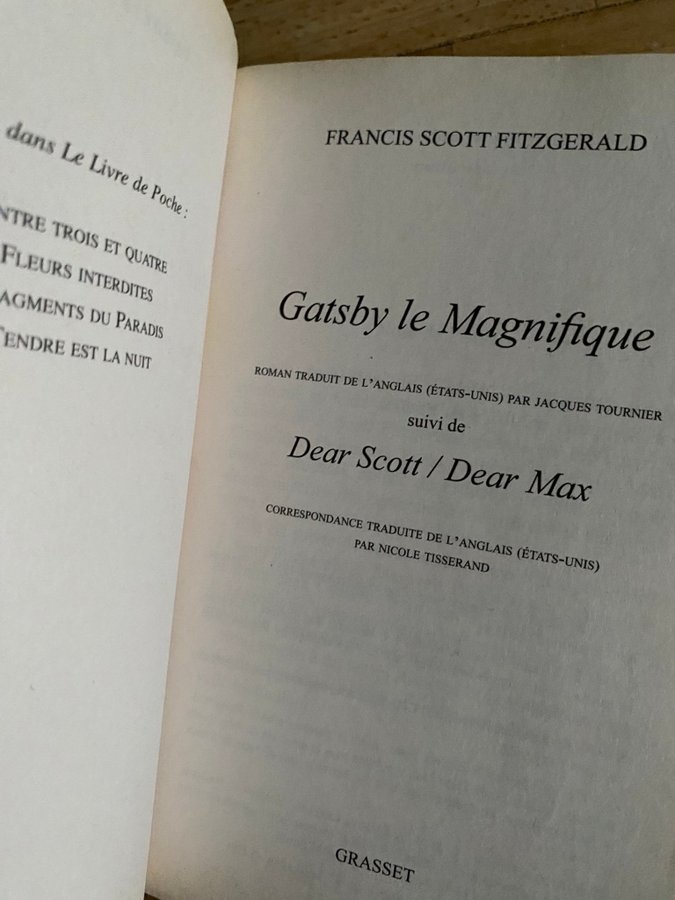 dans Le Livre de Poche :
NTRE TROIS ET QUATRE
FLEURS INTERDITES
AGMENTS DU PARADIS
TENDRE EST LA NUIT
FRANCIS SCOTT FITZGERALD
Gatsby le Magnifique
ROMAN TRADUIT DE L'ANGLAIS (ÉTATS-UNIS) PAR JACQUES TOURNIER
suivi de
Dear Scott / Dear Max
CORRESPONDANCE TRADUITE DE L'ANGLAIS (ÉTATS-UNIS)
PAR NICOLE TISSERAND
GRASSET